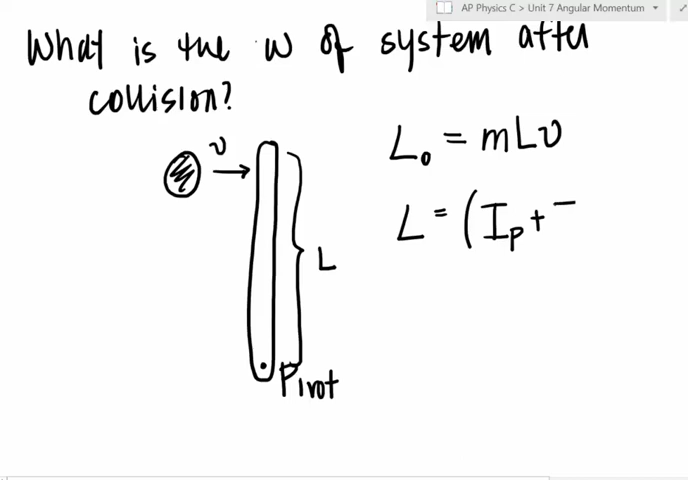 AP Physics C > Unit 7 Angular Momentum
What is the ω of system after
collision?
v
L₀ = mLv
L = (Iₚ +
L
Pivot